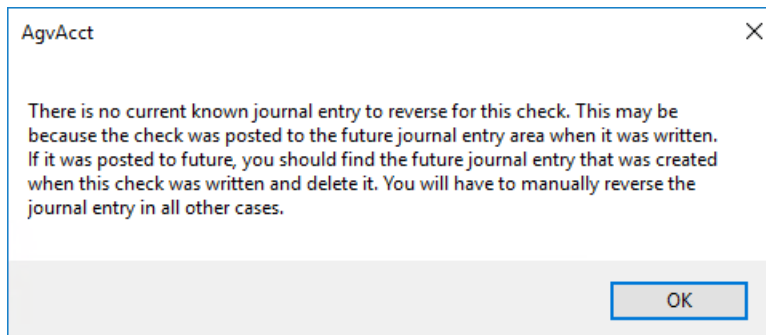 AgvAcct
There is no current known journal entry to reverse for this check. This may be
because the check was posted to the future journal entry area when it was written.
If it was posted to future, you should find the future journal entry that was created
when this check was written and delete it. You will have to manually reverse the
journal entry in all other cases.
OK